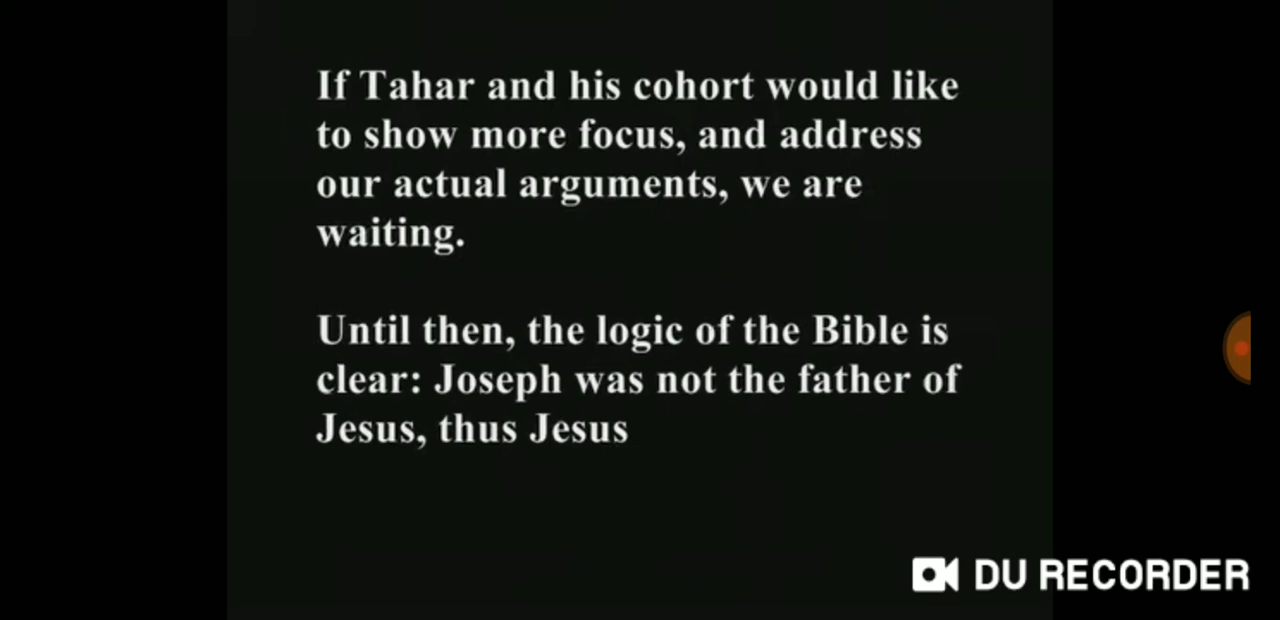 If Tahar and his cohort would like
to show more focus, and address
our actual arguments, we are
waiting.
Until then, the logic of the Bible is
clear: Joseph was not the father of
Jesus, thus Jesus
DU RECORDER